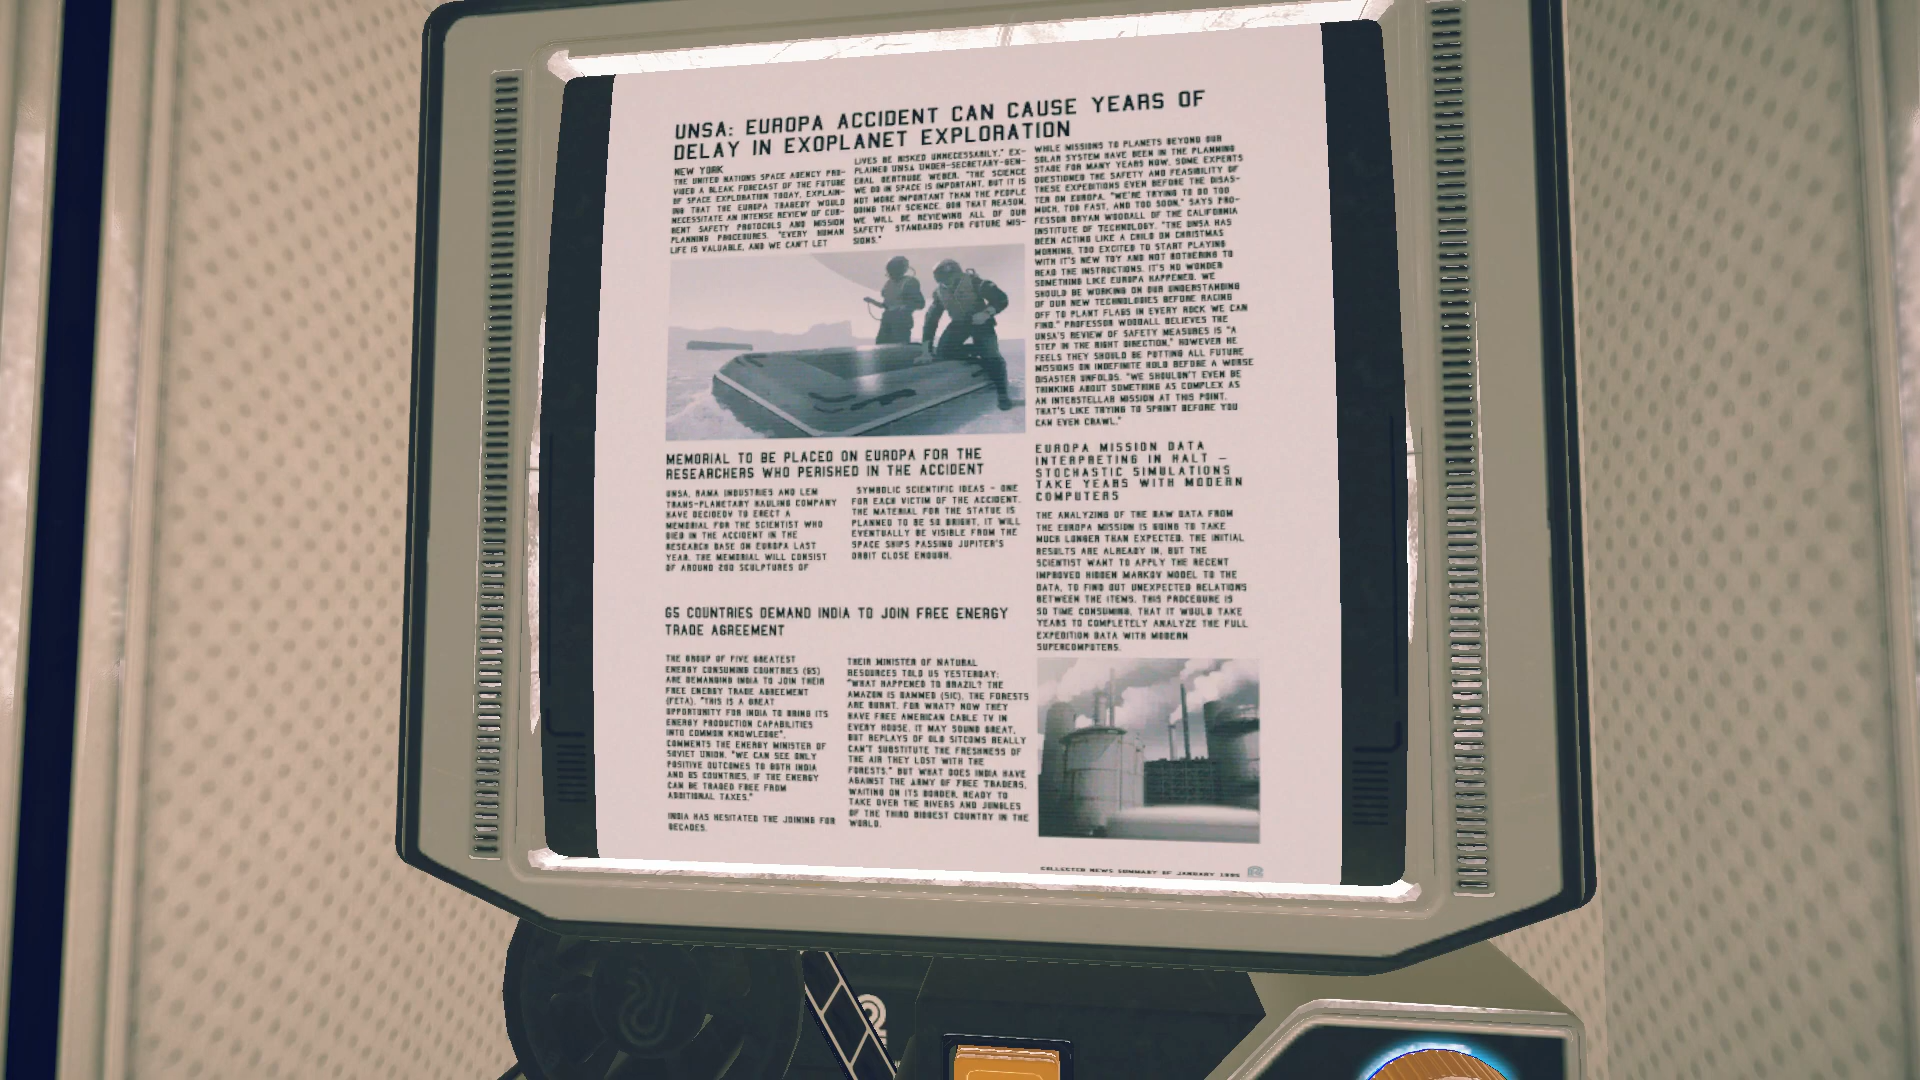 UNSA: EUROPA ACCIDENT CAN CAUSE YEARS OF
DELAY IN EXOPLANET EXPLORATION
NEW YORK
THE UNITED NATIONS SPACE AGENCY PRO-
VIDED A BLEAK FORECAST OF THE FUTURE
OF SPACE EXPLORATION TODAY, EXPLAIN-
ING THAT THE EUROPA TRAGEDY WOULD
NECESSITATE AN INTENSE REVIEW OF CUR-
RENT SAFETY PROTOCOLS AND MISSION
PLANNING PROCEDURES. "EVERY HUMAN
LIFE IS VALUABLE, AND WE CAN'T LET
LIVES BE RISKED UNNECESSARILY," EX-
PLAINED UNSA UNDER-SECRETARY-GEN-
ERAL GERTRUDE WEBER. "THE SCIENCE
WE DO IN SPACE IS IMPORTANT, BUT IT IS
NOT MORE IMPORTANT THAN THE PEOPLE
DOING THAT SCIENCE. FOR THAT REASON,
WE WILL BE REVIEWING ALL OF OUR
SAFETY STANDARDS FOR FUTURE MIS-
SIONS."
WHILE MISSIONS TO PLANETS BEYOND OUR
SOLAR SYSTEM HAVE BEEN IN THE PLANNING
STAGE FOR MANY YEARS NOW, SOME EXPERTS
QUESTIONED THE SAFETY AND FEASIBILITY OF
THESE EXPEDITIONS EVEN BEFORE THE DISAS-
TER ON EUROPA. "WE'RE TRYING TO DO TOO
MUCH, TOO FAST, AND TOO SOON," SAYS PRO-
FESSOR BRYAN WOODALL OF THE CALIFORNIA
INSTITUTE OF TECHNOLOGY. "THE UNSA HAS
BEEN ACTING LIKE A CHILD ON CHRISTMAS
MORNING, TOO EXCITED TO START PLAYING
WITH IT'S NEW TOY AND NOT BOTHERING TO
READ THE INSTRUCTIONS. IT'S NO WONDER
SOMETHING LIKE EUROPA HAPPENED. WE
SHOULD BE WORKING ON OUR UNDERSTANDING
OF OUR NEW TECHNOLOGIES BEFORE RACING
OFF TO PLANT FLAGS IN EVERY ROCK WE CAN
FIND." PROFESSOR WOODALL BELIEVES THE
UNSA'S REVIEW OF SAFETY MEASURES IS "A
STEP IN THE RIGHT DIRECTION," HOWEVER HE
FEELS THEY SHOULD BE PUTTING ALL FUTURE
MISSIONS ON INDEFINITE HOLD BEFORE A WORSE
DISASTER UNFOLDS. "WE SHOULDN'T EVEN BE
THINKING ABOUT SOMETHING AS COMPLEX AS
AN INTERSTELLAR MISSION AT THIS POINT.
THAT'S LIKE TRYING TO SPRINT BEFORE YOU
CAN EVEN CRAWL."
MEMORIAL TO BE PLACED ON EUROPA FOR THE
RESEARCHERS WHO PERISHED IN THE ACCIDENT
UNSA, RAMA INDUSTRIES AND LEM
TRANS-PLANETARY HAULING COMPANY
HAVE DECIDEDV TO ERECT A
MEMORIAL FOR THE SCIENTIST WHO
DIED IN THE ACCIDENT IN THE
RESEARCH BASE ON EUROPA LAST
YEAR. THE MEMORIAL WILL CONSIST
OF AROUND 200 SCULPTURES OF
SYMBOLIC SCIENTIFIC IDEAS - ONE
FOR EACH VICTIM OF THE ACCIDENT.
THE MATERIAL FOR THE STATUE IS
PLANNED TO BE SO BRIGHT, IT WILL
EVENTUALLY BE VISIBLE FROM THE
SPACE SHIPS PASSING JUPITER'S
ORBIT CLOSE ENOUGH.
EUROPA MISSION DATA
INTERPRETING IN HALT -
STOCHASTIC SIMULATIONS
TAKE YEARS WITH MODERN
COMPUTERS
THE ANALYZING OF THE RAW DATA FROM
THE EUROPA MISSION IS GOING TO TAKE
MUCH LONGER THAN EXPECTED. THE INITIAL
RESULTS ARE ALREADY IN, BUT THE
SCIENTIST WANT TO APPLY THE RECENT
IMPROVED HIDDEN MARKOV MODEL TO THE
DATA, TO FIND OUT UNEXPECTED RELATIONS
BETWEEN THE ITEMS. THIS PROCEDURE IS
SO TIME CONSUMING, THAT IT WOULD TAKE
YEARS TO COMPLETELY ANALYZE THE FULL
EXPEDITION DATA WITH MODERN
SUPERCOMPUTERS.
G5 COUNTRIES DEMAND INDIA TO JOIN FREE ENERGY
TRADE AGREEMENT
THE GROUP OF FIVE GREATEST
ENERGY CONSUMING COUNTRIES (G5)
ARE DEMANDING INDIA TO JOIN THEIR
FREE ENERGY TRADE AGREEMENT
(FETA). "THIS IS A GREAT
OPPORTUNITY FOR INDIA TO BRING ITS
ENERGY PRODUCTION CAPABILITIES
INTO COMMON KNOWLEDGE",
COMMENTS THE ENERGY MINISTER OF
SOVIET UNION. "WE CAN SEE ONLY
POSITIVE OUTCOMES TO BOTH INDIA
AND G5 COUNTRIES, IF THE ENERGY
CAN BE TRADED FREE FROM
ADDITIONAL TAXES."
INDIA HAS HESITATED THE JOINING FOR
DECADES.
THEIR MINISTER OF NATURAL
RESOURCES TOLD US YESTERDAY:
"WHAT HAPPENED TO BRAZIL? THE
AMAZON IS DAMMED (SIC), THE FORESTS
ARE BURNT. FOR WHAT? NOW THEY
HAVE FREE AMERICAN CABLE TV IN
EVERY HOUSE. IT MAY SOUND GREAT,
BUT REPLAYS OF OLD SITCOMS REALLY
CAN'T SUBSTITUTE THE FRESHNESS OF
THE AIR THEY LOST WITH THE
FORESTS." BUT WHAT DOES INDIA HAVE
AGAINST THE ARMY OF FREE TRADERS,
WAITING ON ITS BORDER, READY TO
TAKE OVER THE RIVERS AND JUNGLES
OF THE THIRD BIGGEST COUNTRY IN THE
WORLD.
COLLECTED NEWS SUMMARY OF JANUARY 1995